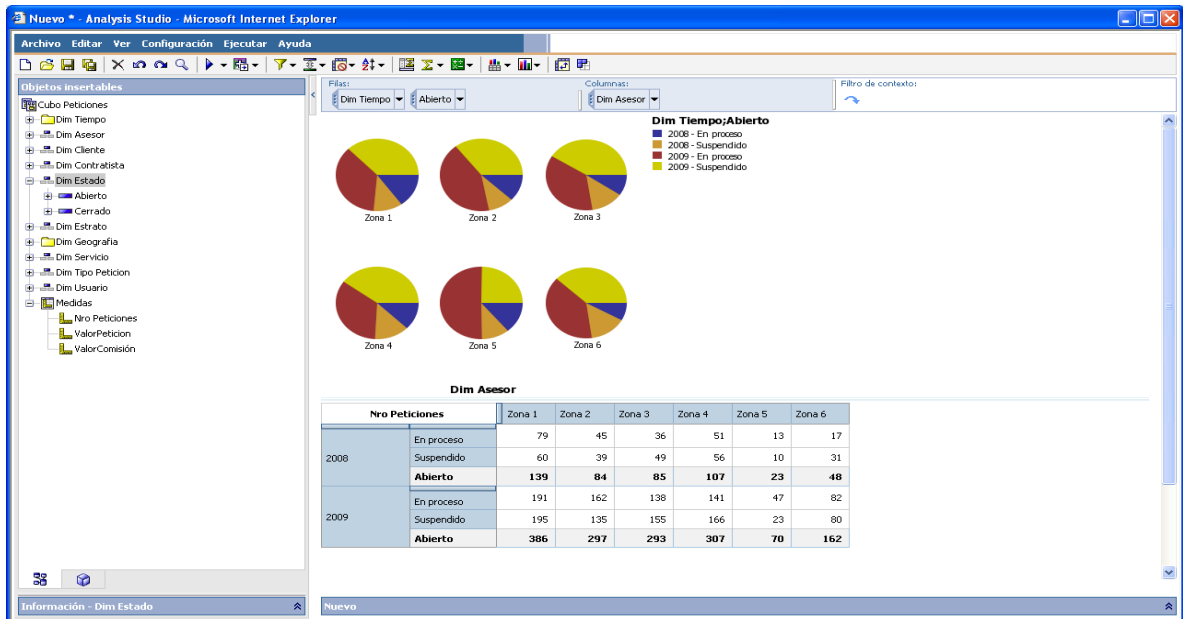 Nuevo * - Analysis Studio - Microsoft Internet Explorer
Archivo Editar Ver Configuración Ejecutar Ayuda
Objetos insertables
Cubo Peticiones
Dim Tiempo
Dim Asesor
Dim Cliente
Dim Contratista
Dim Estado
Abierto
Cerrado
Dim Estrato
Dim Geografia
Dim Servicio
Dim Tipo Peticion
Dim Usuario
Medidas
Nro Peticiones
ValorPeticion
ValorComisión
Información - Dim Estado
Filas:
Dim Tiempo Abierto
Columnas:
Dim Asesor
Filtro de contexto:
Dim Tiempo;Abierto
2008 - En proceso
2008 - Suspendido
2009 - En proceso
2009 - Suspendido
Zona 1 Zona 2 Zona 3
Zona 4 Zona 5 Zona 6
Dim Asesor
Nro Peticiones Zona 1 Zona 2 Zona 3 Zona 4 Zona 5 Zona 6
2008
En proceso 79 45 36 51 13 17
Suspendido 60 39 49 56 10 31
Abierto 139 84 85 107 23 48
2009
En proceso 191 162 138 141 47 82
Suspendido 195 135 155 166 23 80
Abierto 386 297 293 307 70 162
Nuevo